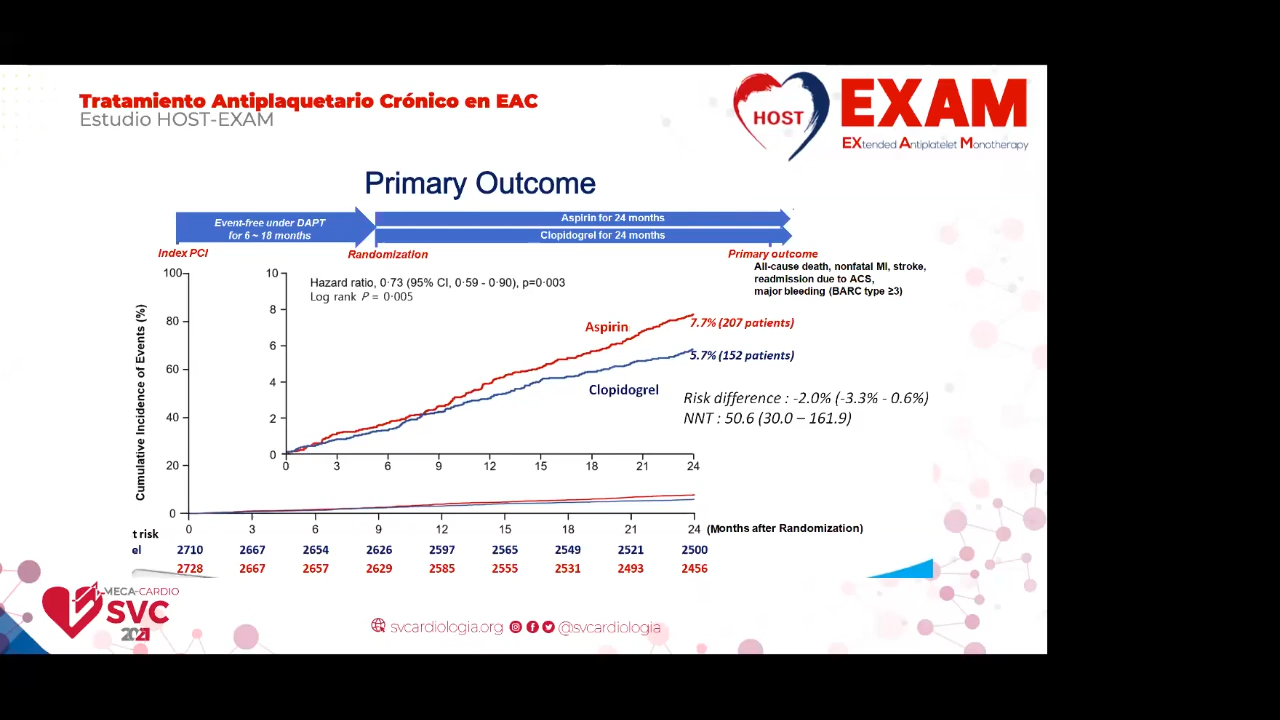 Tratamiento Antiplaquetario Crónico en EAC
Estudio HOST-EXAM
HOST
EXAM
EXtended Antiplatelet Monotherapy
Primary Outcome
Event-free under DAPT
for 6 ~ 18 months
Aspirin for 24 months
Clopidogrel for 24 months
Index PCI
Randomization
Primary outcome
All-cause death, nonfatal MI, stroke,
readmission due to ACS,
major bleeding (BARC type ≥3)
Cumulative Incidence of Events (%)
100
80
60
40
20
0
10
8
6
4
2
0
Hazard ratio, 0·73 (95% CI, 0·59 - 0·90), p=0·003
Log rank P = 0·005
Aspirin
7.7% (207 patients)
5.7% (152 patients)
Clopidogrel
Risk difference : -2.0% (-3.3% - 0.6%)
NNT : 50.6 (30.0 – 161.9)
0 3 6 9 12 15 18 21 24
0 3 6 9 12 15 18 21 24 (Months after Randomization)
t risk
el 2710 2667 2654 2626 2597 2565 2549 2521 2500
2728 2667 2657 2629 2585 2555 2531 2493 2456
MECA-CARDIO
SVC
2021
svcardiologia.org @svcardiologia